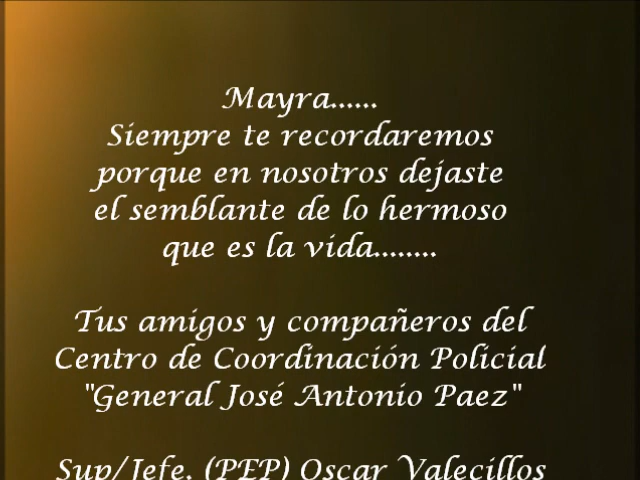 Mayra......
Siempre te recordaremos
porque en nosotros dejaste
el semblante de lo hermoso
que es la vida........
Tus amigos y compañeros del
Centro de Coordinación Policial
"General José Antonio Paez"
Sup/Jefe. (PEP) Oscar Valecillos